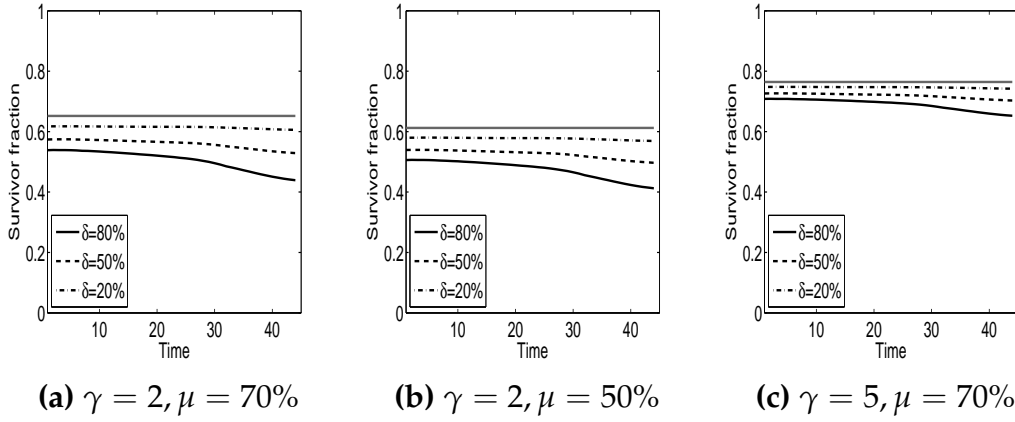 1
0.8
0.6
0.4
0.2
0
Survivor fraction
δ=80%
δ=50%
δ=20%
10 20 30 40
Time
(a) γ = 2, μ = 70%
1
0.8
0.6
0.4
0.2
0
Survivor fraction
δ=80%
δ=50%
δ=20%
10 20 30 40
Time
(b) γ = 2, μ = 50%
1
0.8
0.6
0.4
0.2
0
Survivor fraction
δ=80%
δ=50%
δ=20%
10 20 30 40
Time
(c) γ = 5, μ = 70%